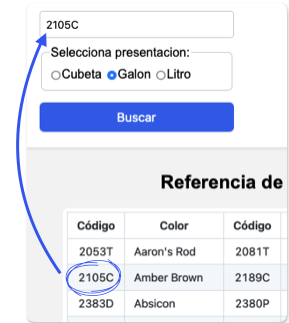 2105C
Selecciona presentacion:
Cubeta Galon Litro
Buscar
Referencia de
Código Color Código
2053T Aaron's Rod 2081T
2105C Amber Brown 2189C
2383D Absicon 2380P